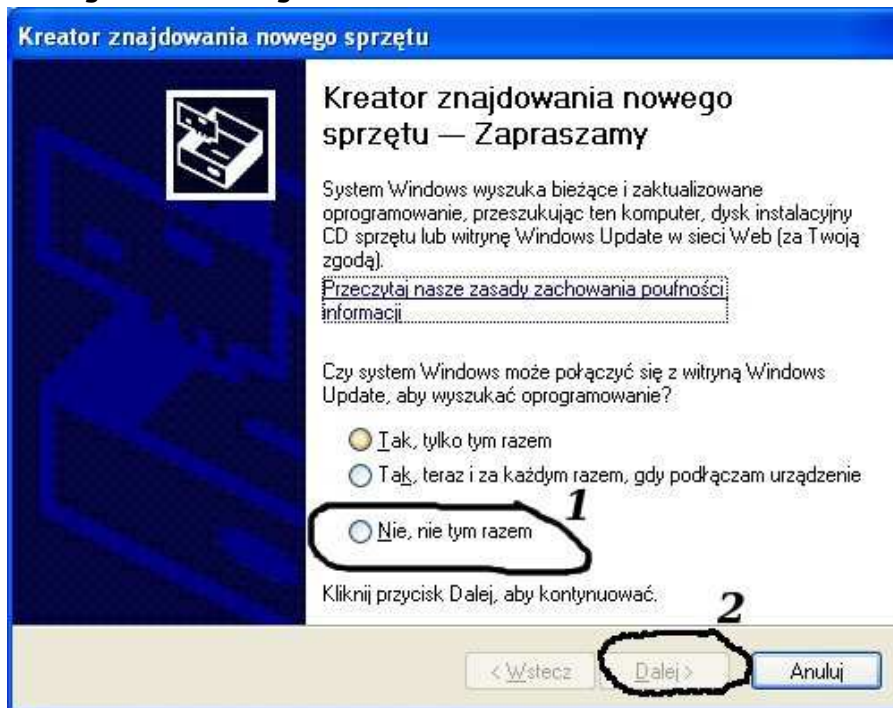 Kreator znajdowania nowego sprzętu
Kreator znajdowania nowego
sprzętu — Zapraszamy
System Windows wyszuka bieżące i zaktualizowane
oprogramowanie, przeszukując ten komputer, dysk instalacyjny
CD sprzętu lub witrynę Windows Update w sieci Web (za Twoją
zgodą).
Przeczytaj nasze zasady zachowania poufności
informacji
Czy system Windows może połączyć się z witryną Windows
Update, aby wyszukać oprogramowanie?
Tak, tylko tym razem
Tak, teraz i za każdym razem, gdy podłączam urządzenie
1
Nie, nie tym razem
Kliknij przycisk Dalej, aby kontynuować.
2
< Wstecz
Dalej >
Anuluj